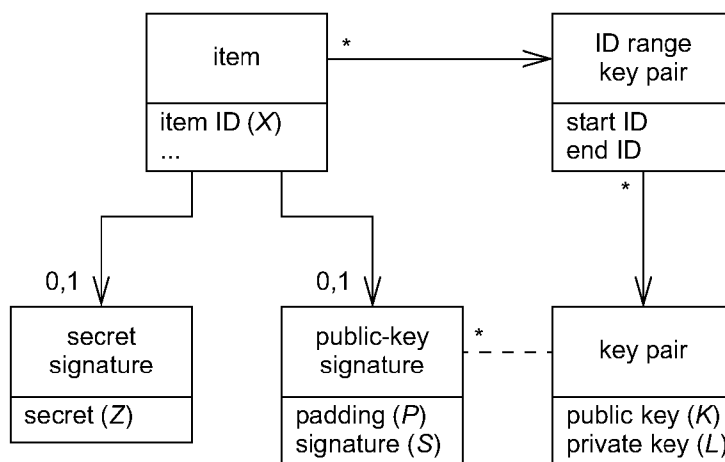 item
item ID (X)
...
*
ID range
key pair
start ID
end ID
*
0,1
0,1
secret
signature
secret (Z)
public-key
signature
padding (P)
signature (S)
*
key pair
public key (K)
private key (L)